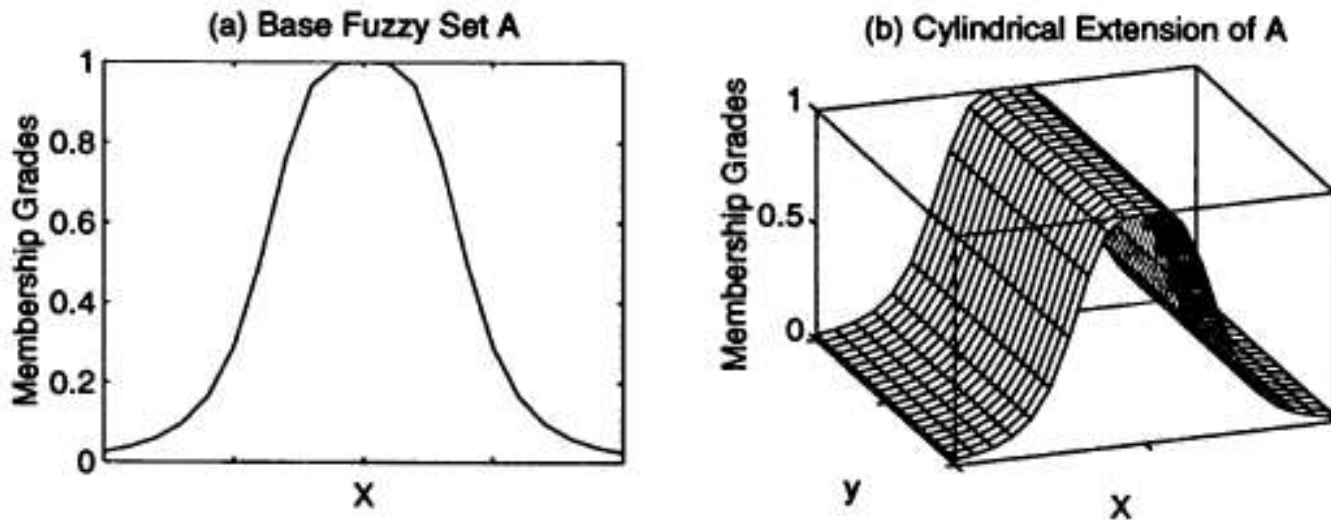 (a) Base Fuzzy Set A
Membership Grades
1
0.8
0.6
0.4
0.2
0
X
(b) Cylindrical Extension of A
Membership Grades
1
0.5
0
y
X